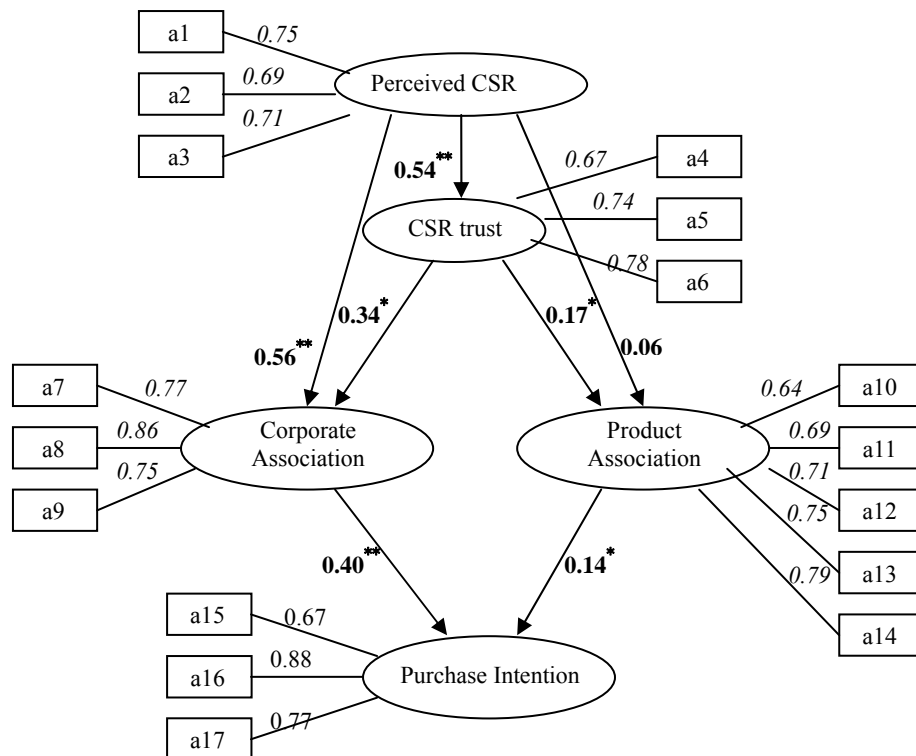 a1
0.75
a2
0.69
a3
0.71
Perceived CSR
0.54**
0.67
a4
CSR trust
0.74
a5
0.78
a6
0.34*
0.17*
0.56**
0.06
a7
0.77
a8
0.86
a9
0.75
Corporate
Association
Product
Association
0.64
a10
0.69
a11
0.71
a12
0.75
a13
0.79
a14
0.40**
0.14*
a15
0.67
a16
0.88
a17
0.77
Purchase Intention